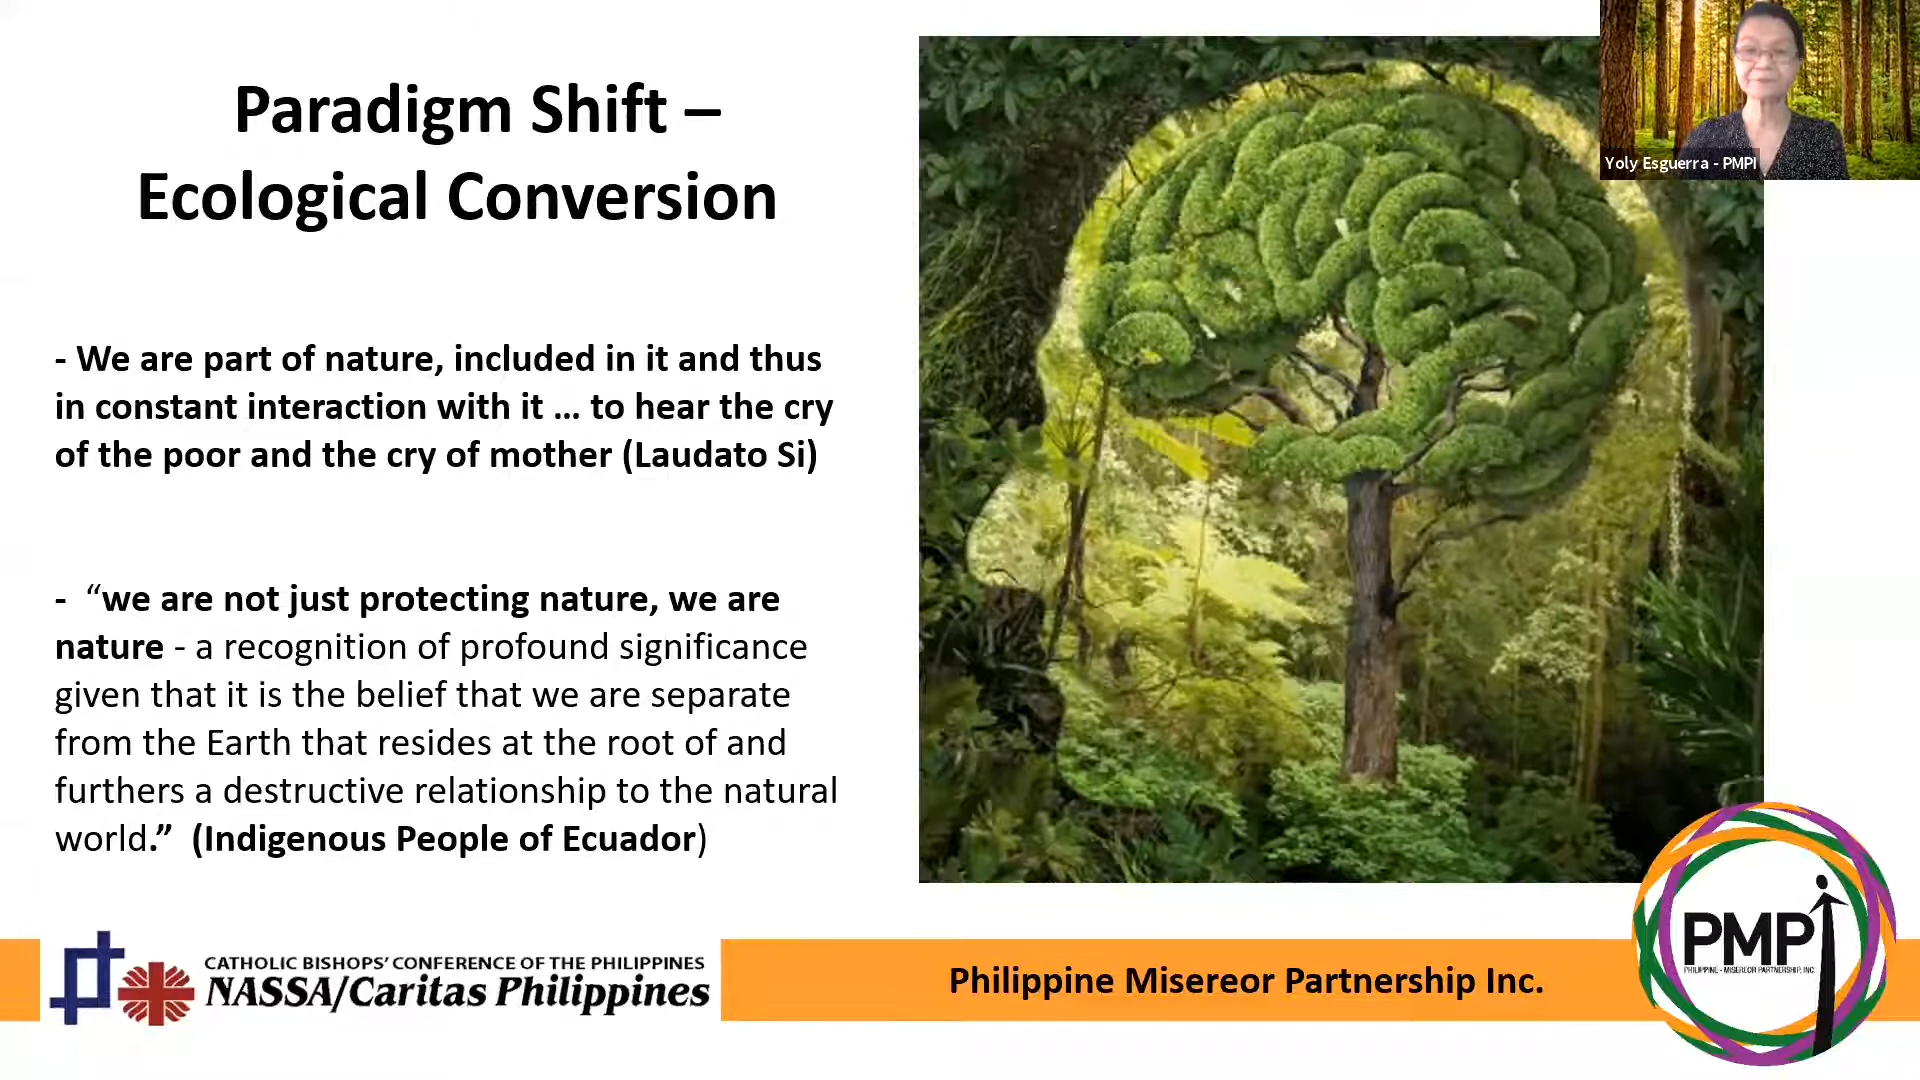 Paradigm Shift –
Ecological Conversion
- We are part of nature, included in it and thus
in constant interaction with it ... to hear the cry
of the poor and the cry of mother (Laudato Si)
- “we are not just protecting nature, we are
nature - a recognition of profound significance
given that it is the belief that we are separate
from the Earth that resides at the root of and
furthers a destructive relationship to the natural
world.” (Indigenous People of Ecuador)
Yoly Esguerra - PMPI
CATHOLIC BISHOPS’ CONFERENCE OF THE PHILIPPINES
NASSA/Caritas Philippines
Philippine Misereor Partnership Inc.
PMPI
PHILIPPINE - MISEREOR PARTNERSHIP, INC.